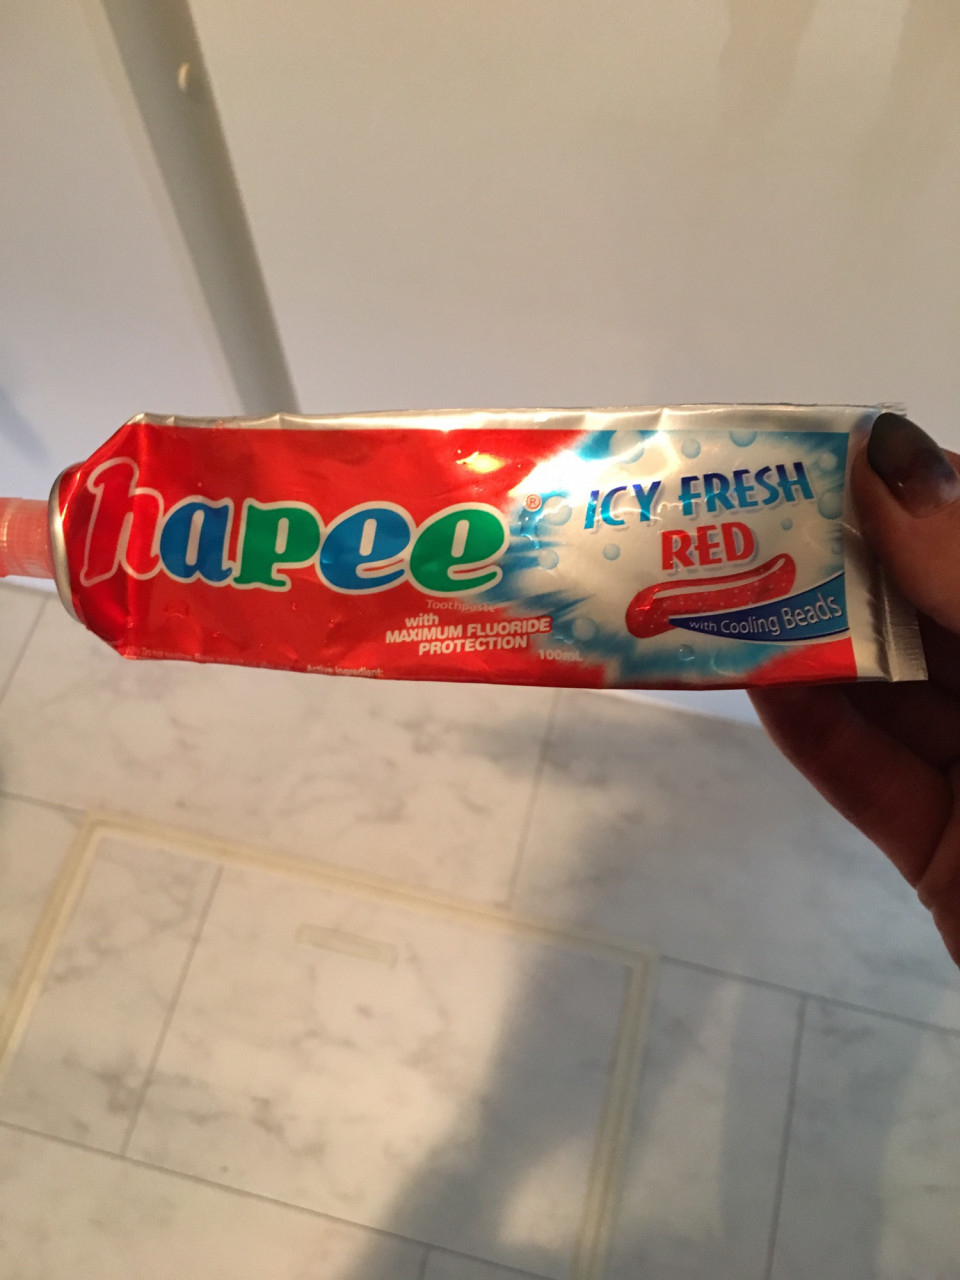 hapee®
Toothpaste
with
MAXIMUM FLUORIDE
PROTECTION
100mL
Active Ingredient:
ICY FRESH
RED
with Cooling Beads